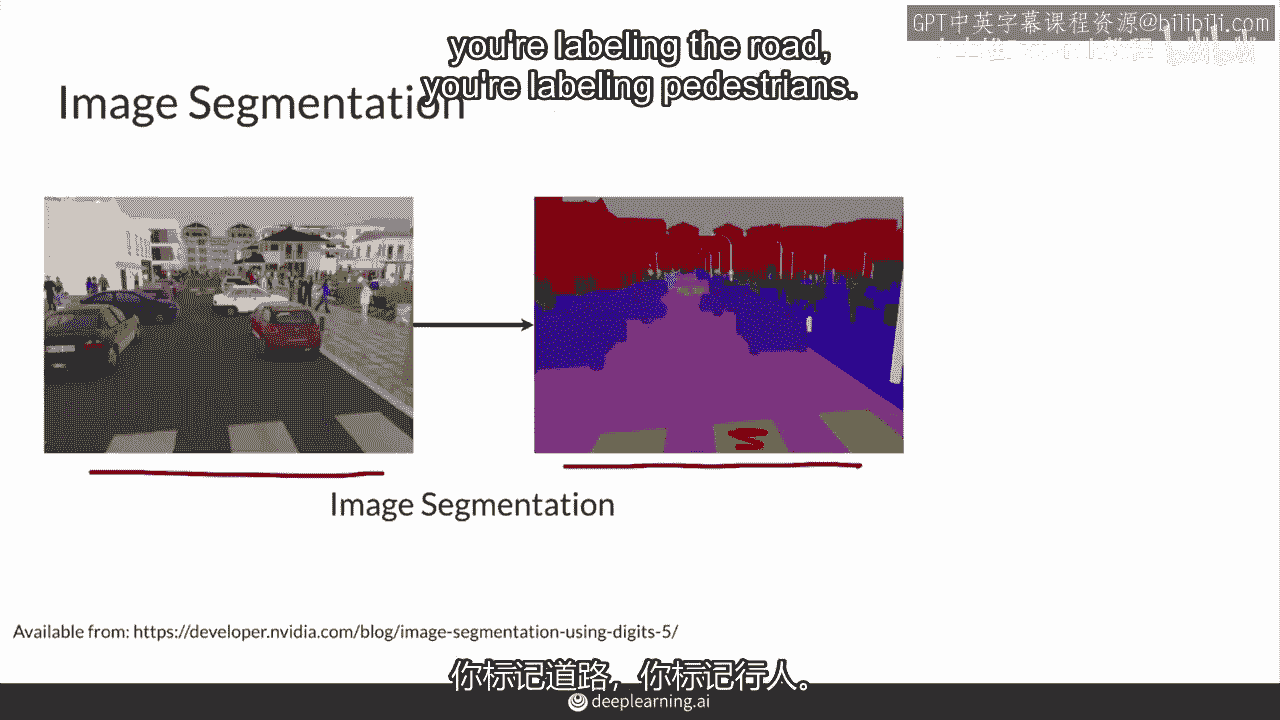 GPT中英字幕课程资源@bilibili.com
you're labeling the road,
you're labeling pedestrians.
Image Segmentation
Image Segmentation
Available from: https://developer.nvidia.com/blog/image-segmentation-using-digits-5/
你标记道路，你标记行人。
deeplearning.ai